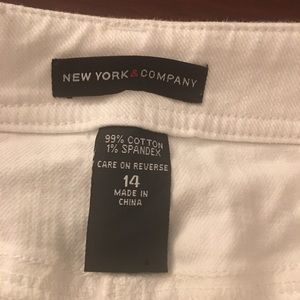 NEW YORK & COMPANY
99% COTTON
1% SPANDEX
CARE ON REVERSE
14
MADE IN
CHINA